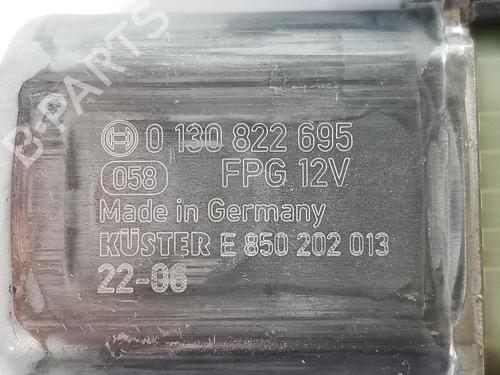 B-PARTS
0 130 822 695
058 FPG 12V
Made in Germany
KÜSTER E 850 202 013
22-06